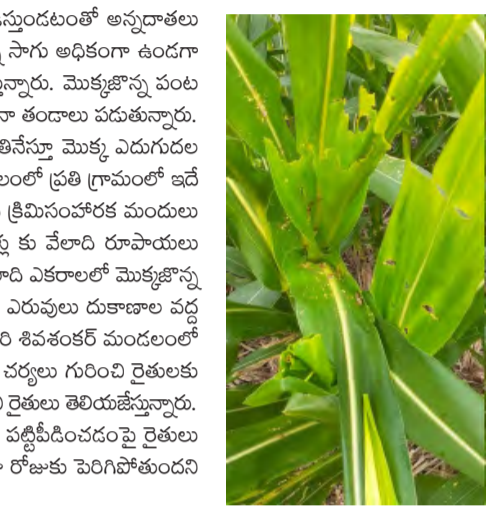 అన్నదాతలు
సాగు అధికంగా ఉండగా
మొక్కజొన్న పంట
తండాలు పడుతున్నారు.
తినేస్తూ మొక్క ఎదుగుదల
ప్రతి గ్రామంలో ఇదే
క్రిమిసంహారక మందులు
కు వేలాది రూపాయలు
ఎకరాలలో మొక్కజొన్న
ఎరువులు దుకాణాల వద్ద
శివశంకర్ మండలంలో
చర్యలు గురించి రైతులకు
రైతులు తెలియజేస్తున్నారు.
పట్టిపీడించడంపై రైతులు
రోజుకు పెరిగిపోతుందని